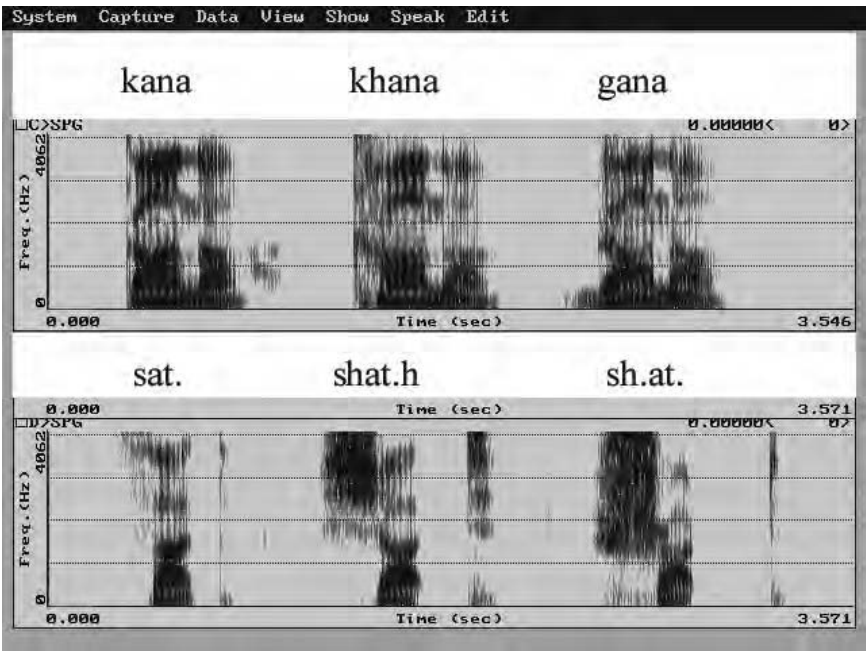 System Capture Data View Show Speak Edit
kana khana gana
C>SPG 0.00000< 0>
4062
Freq.(Hz)
0
0.000 Time (sec) 3.546
sat. shat.h sh.at.
0.000 Time (sec) 3.571
D>SPG 0.00000< 0>
4062
Freq.(Hz)
0
0.000 Time (sec) 3.571